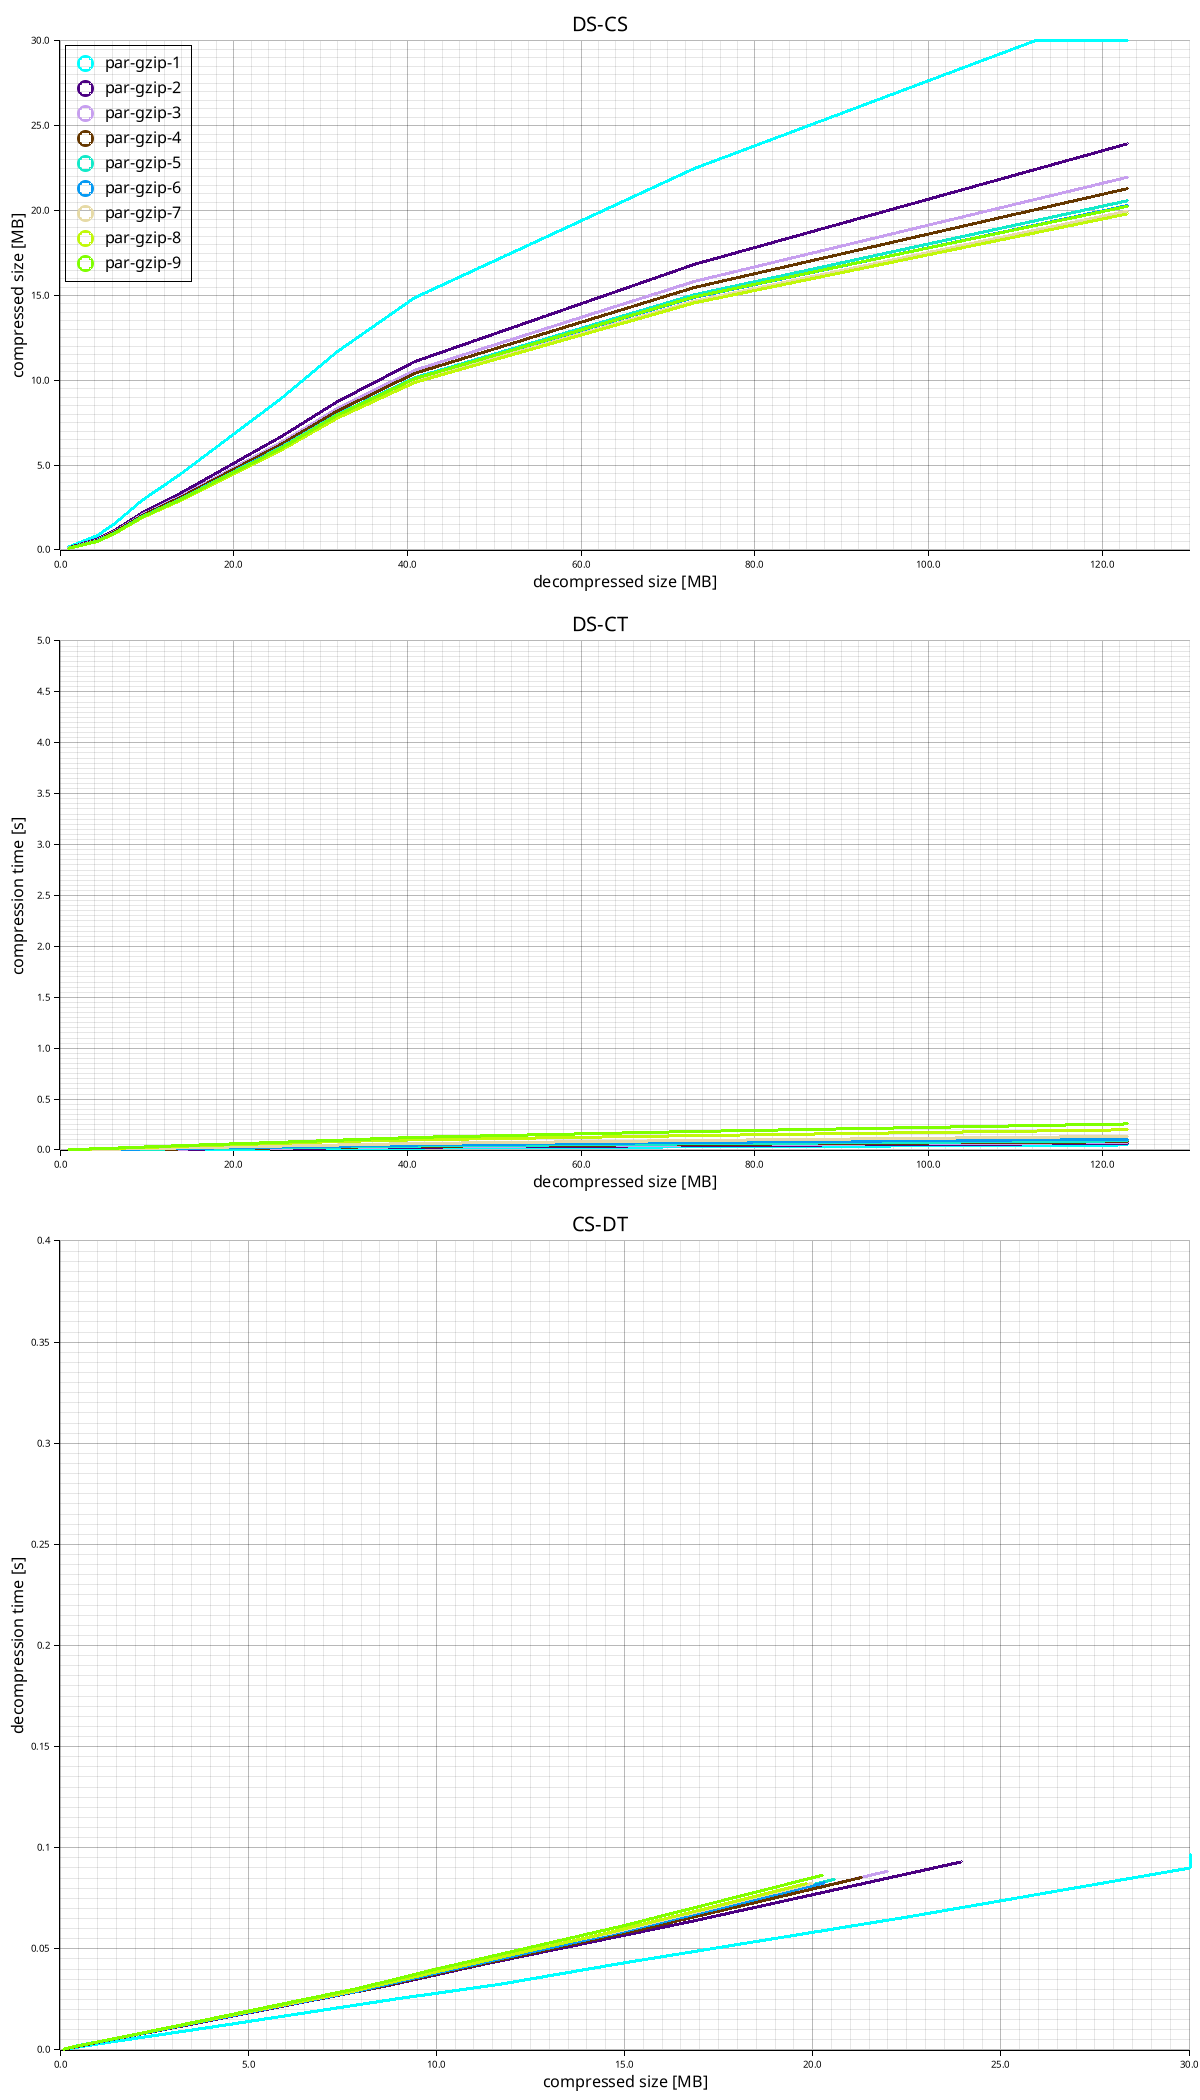 DS-CS
30.0
25.0
20.0
15.0
10.0
5.0
0.0
compressed size [MB]
par-gzip-1
par-gzip-2
par-gzip-3
par-gzip-4
par-gzip-5
par-gzip-6
par-gzip-7
par-gzip-8
par-gzip-9
0.0 20.0 40.0 60.0 80.0 100.0 120.0
decompressed size [MB]
DS-CT
5.0
4.5
4.0
3.5
3.0
2.5
2.0
1.5
1.0
0.5
0.0
compression time [s]
0.0 20.0 40.0 60.0 80.0 100.0 120.0
decompressed size [MB]
CS-DT
0.4
0.35
0.3
0.25
0.2
0.15
0.1
0.05
0.0
decompression time [s]
0.0 5.0 10.0 15.0 20.0 25.0 30.0
compressed size [MB]